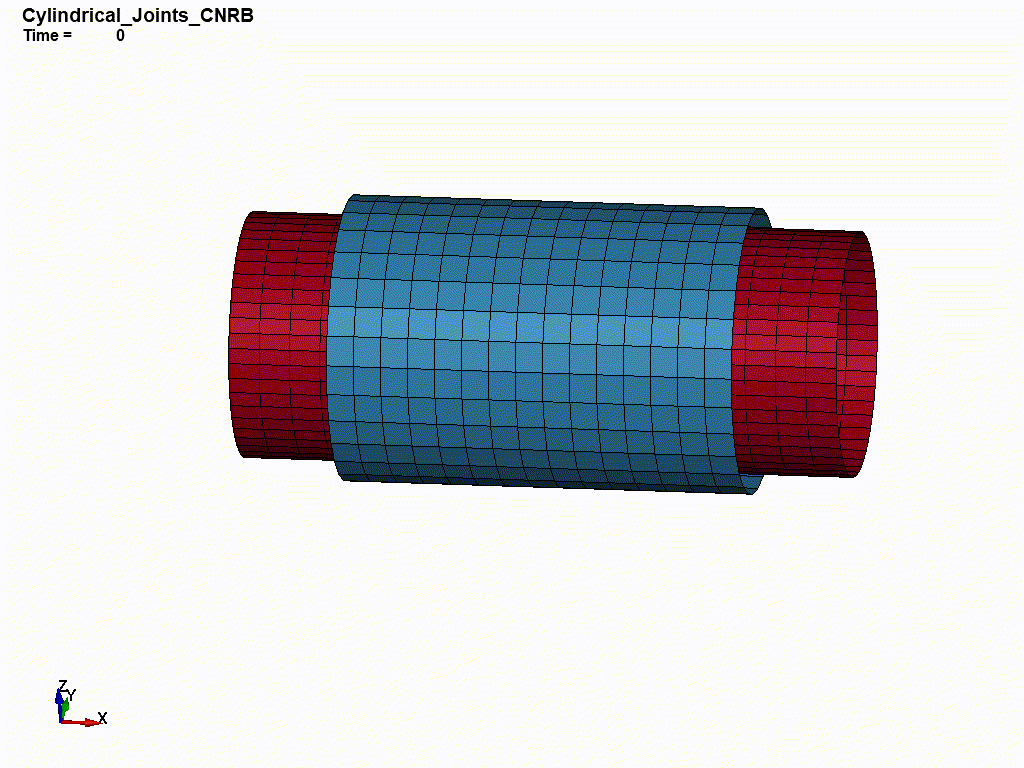 Cylindrical_Joints_CNRB
Time = 0
Z
Y
X